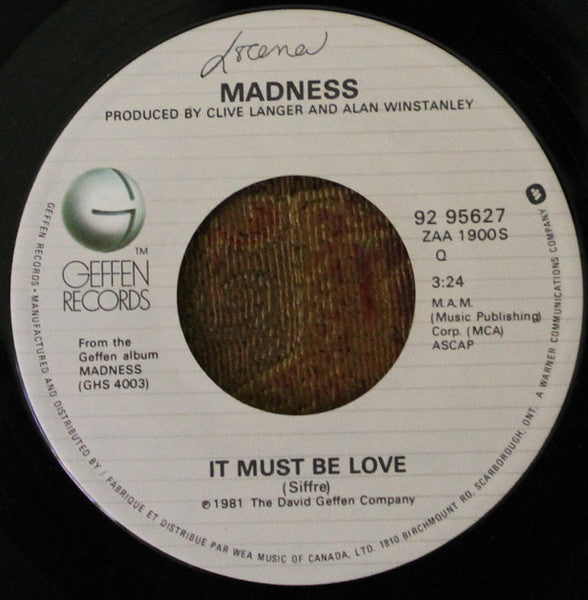 Lorena
MADNESS
PRODUCED BY CLIVE LANGER AND ALAN WINSTANLEY
G
TM
GEFFEN
RECORDS
From the
Geffen album
MADNESS
(GHS 4003)
92 95627
ZAA 1900S
Q
3:24
M.A.M.
(Music Publishing)
Corp. (MCA)
ASCAP
IT MUST BE LOVE
(Siffre)
℗1981 The David Geffen Company
GEFFEN RECORDS - MANUFACTURED AND DISTRIBUTED BY / FABRIQUE ET DISTRIBUE PAR WEA MUSIC OF CANADA, LTD. 1810 BIRCHMOUNT RD, SCARBOROUGH, ONT. A WARNER COMMUNICATIONS COMPANY